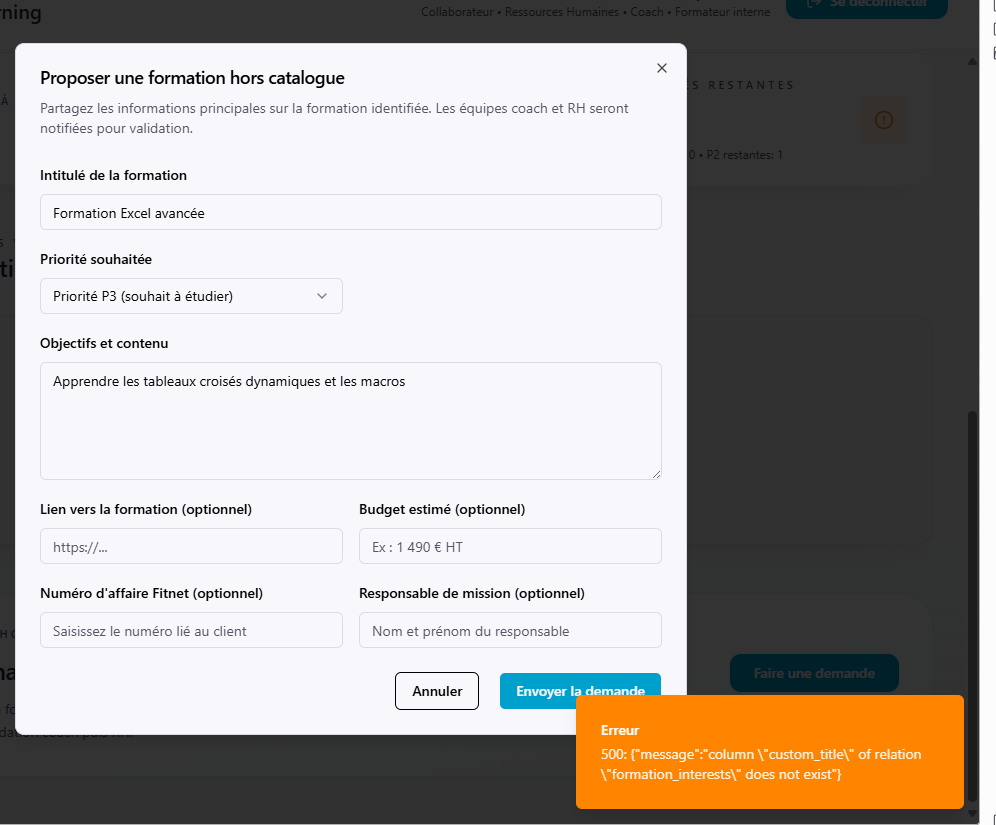 rning
Collaborateur • Ressources Humaines • Coach • Formateur interne
Se déconnecter
Proposer une formation hors catalogue
Partagez les informations principales sur la formation identifiée. Les équipes coach et RH seront
notifiées pour validation.
À
ES RESTANTES
0 • P2 restantes: 1
Intitulé de la formation
Formation Excel avancée
Priorité souhaitée
Priorité P3 (souhait à étudier)
Objectifs et contenu
Apprendre les tableaux croisés dynamiques et les macros
Lien vers la formation (optionnel)
Budget estimé (optionnel)
https://...
Ex : 1 490 € HT
Numéro d'affaire Fitnet (optionnel)
Responsable de mission (optionnel)
Saisissez le numéro lié au client
Nom et prénom du responsable
Faire une demande
Annuler
Envoyer la demande
Erreur
500: {"message":"column \"custom_title\" of relation
\"formation_interests\" does not exist"}